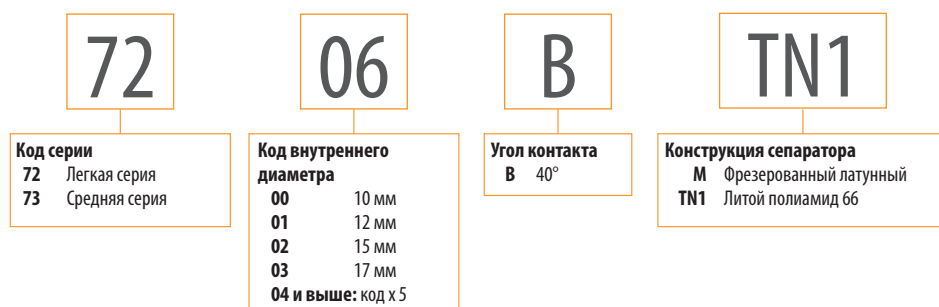 72
06
B
TN1
Код серии
72 Легкая серия
73 Средняя серия
Код внутреннего
диаметра
00 10 мм
01 12 мм
02 15 мм
03 17 мм
04 и выше: код x 5
Угол контакта
B 40°
Конструкция сепаратора
M Фрезерованный латунный
TN1 Литой полиамид 66